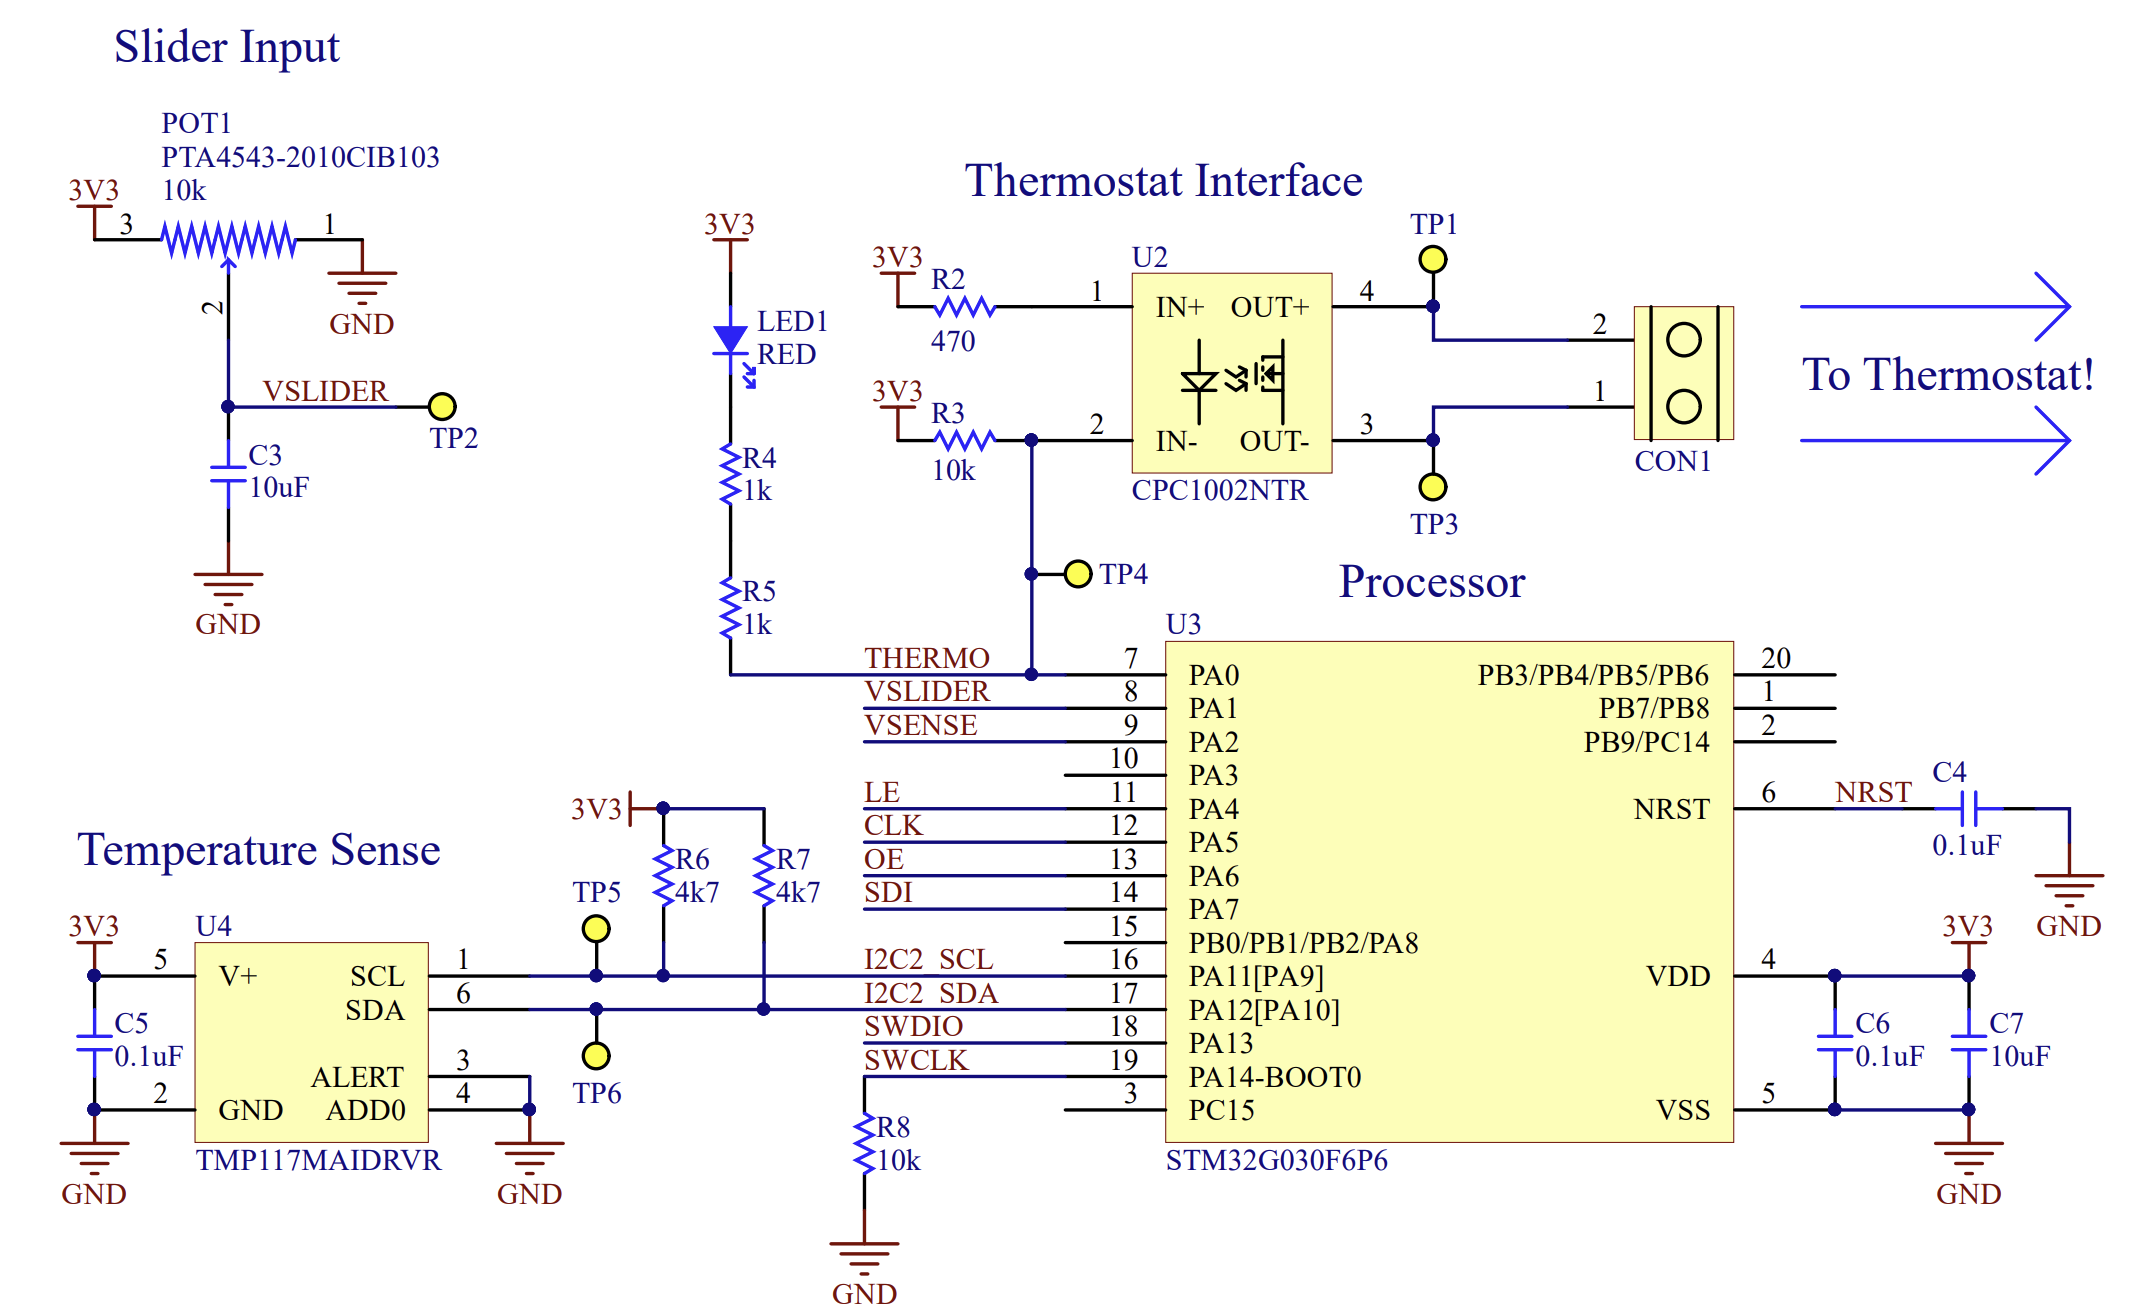 Slider Input
POT1
PTA4543-2010CIB103
10k
3V3
3
1
GND
2
VSLIDER
TP2
C3
10uF
GND
Thermostat Interface
3V3
LED1
RED
R4
1k
R5
1k
3V3
R2
470
3V3
R3
10k
U2
1
IN+
OUT+
4
2
IN-
OUT-
3
CPC1002NTR
TP1
TP3
TP4
2
1
CON1
To Thermostat!
Processor
U3
THERMO
7
PA0
VSLIDER
8
PA1
VSENSE
9
PA2
10
PA3
LE
11
PA4
CLK
12
PA5
OE
13
PA6
SDI
14
PA7
15
PB0/PB1/PB2/PA8
I2C2_SCL
16
PA11[PA9]
I2C2_SDA
17
PA12[PA10]
SWDIO
18
PA13
SWCLK
19
PA14-BOOT0
3
PC15
PB3/PB4/PB5/PB6
20
PB7/PB8
1
PB9/PC14
2
NRST
6
NRST
C4
0.1uF
GND
VDD
4
3V3
C6
0.1uF
C7
10uF
VSS
5
GND
STM32G030F6P6
R8
10k
GND
Temperature Sense
3V3
U4
5
V+
SCL
1
SDA
6
C5
0.1uF
ALERT
3
2
GND
ADD0
4
TMP117MAIDRVR
GND
GND
3V3
R6
4k7
R7
4k7
TP5
TP6